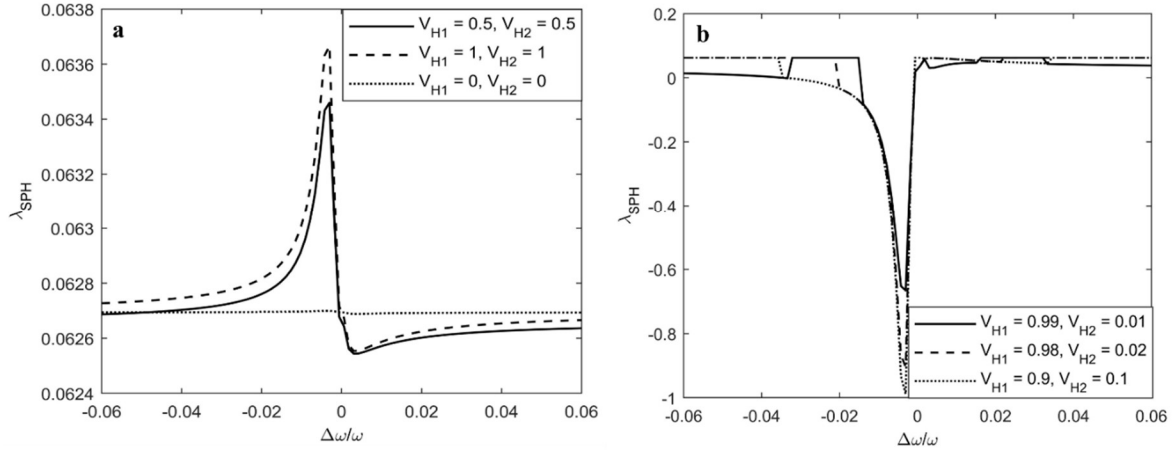 a
V_H1 = 0.5, V_H2 = 0.5
V_H1 = 1, V_H2 = 1
V_H1 = 0, V_H2 = 0
0.0638
0.0636
0.0634
0.0632
0.063
0.0628
0.0626
0.0624
λ_SPH
-0.06
-0.04
-0.02
0
0.02
0.04
0.06
Δω/ω
b
0.2
0
-0.2
-0.4
-0.6
-0.8
-1
λ_SPH
V_H1 = 0.99, V_H2 = 0.01
V_H1 = 0.98, V_H2 = 0.02
V_H1 = 0.9, V_H2 = 0.1
-0.06
-0.04
-0.02
0
0.02
0.04
0.06
Δω/ω